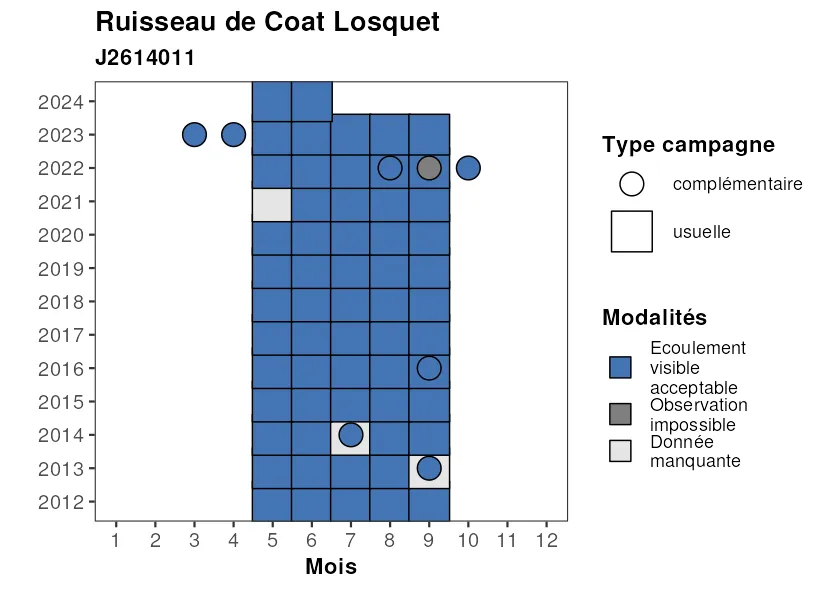 Ruisseau de Coat Losquet
J2614011
2024
2023
2022
2021
2020
2019
2018
2017
2016
2015
2014
2013
2012
1 2 3 4 5 6 7 8 9 10 11 12
Mois
Type campagne
complémentaire
usuelle
Modalités
Ecoulement
visible
acceptable
Observation
impossible
Donnée
manquante